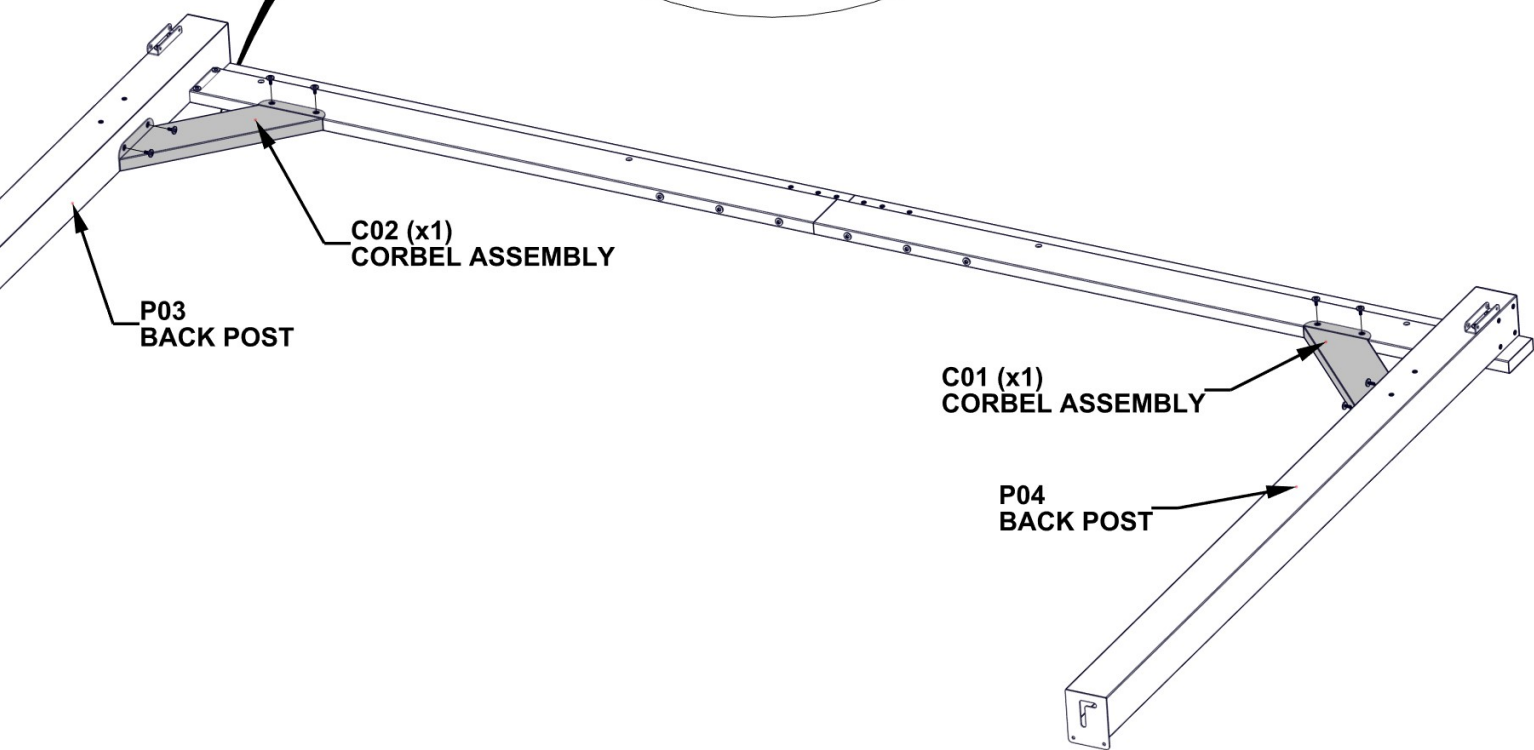 C02 (x1)
CORBEL ASSEMBLY
P03
BACK POST
C01 (x1)
CORBEL ASSEMBLY
P04
BACK POST